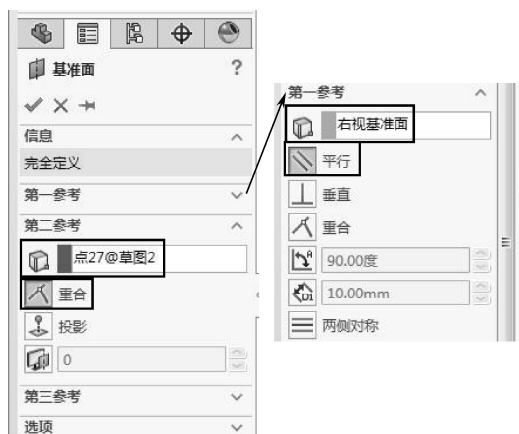 基准面
?
信息
完全定义
第一参考
第二参考
点27@草图2
重合
投影
0
第三参考
选项
第一参考
右视基准面
平行
垂直
重合
90.00度
10.00mm
两侧对称